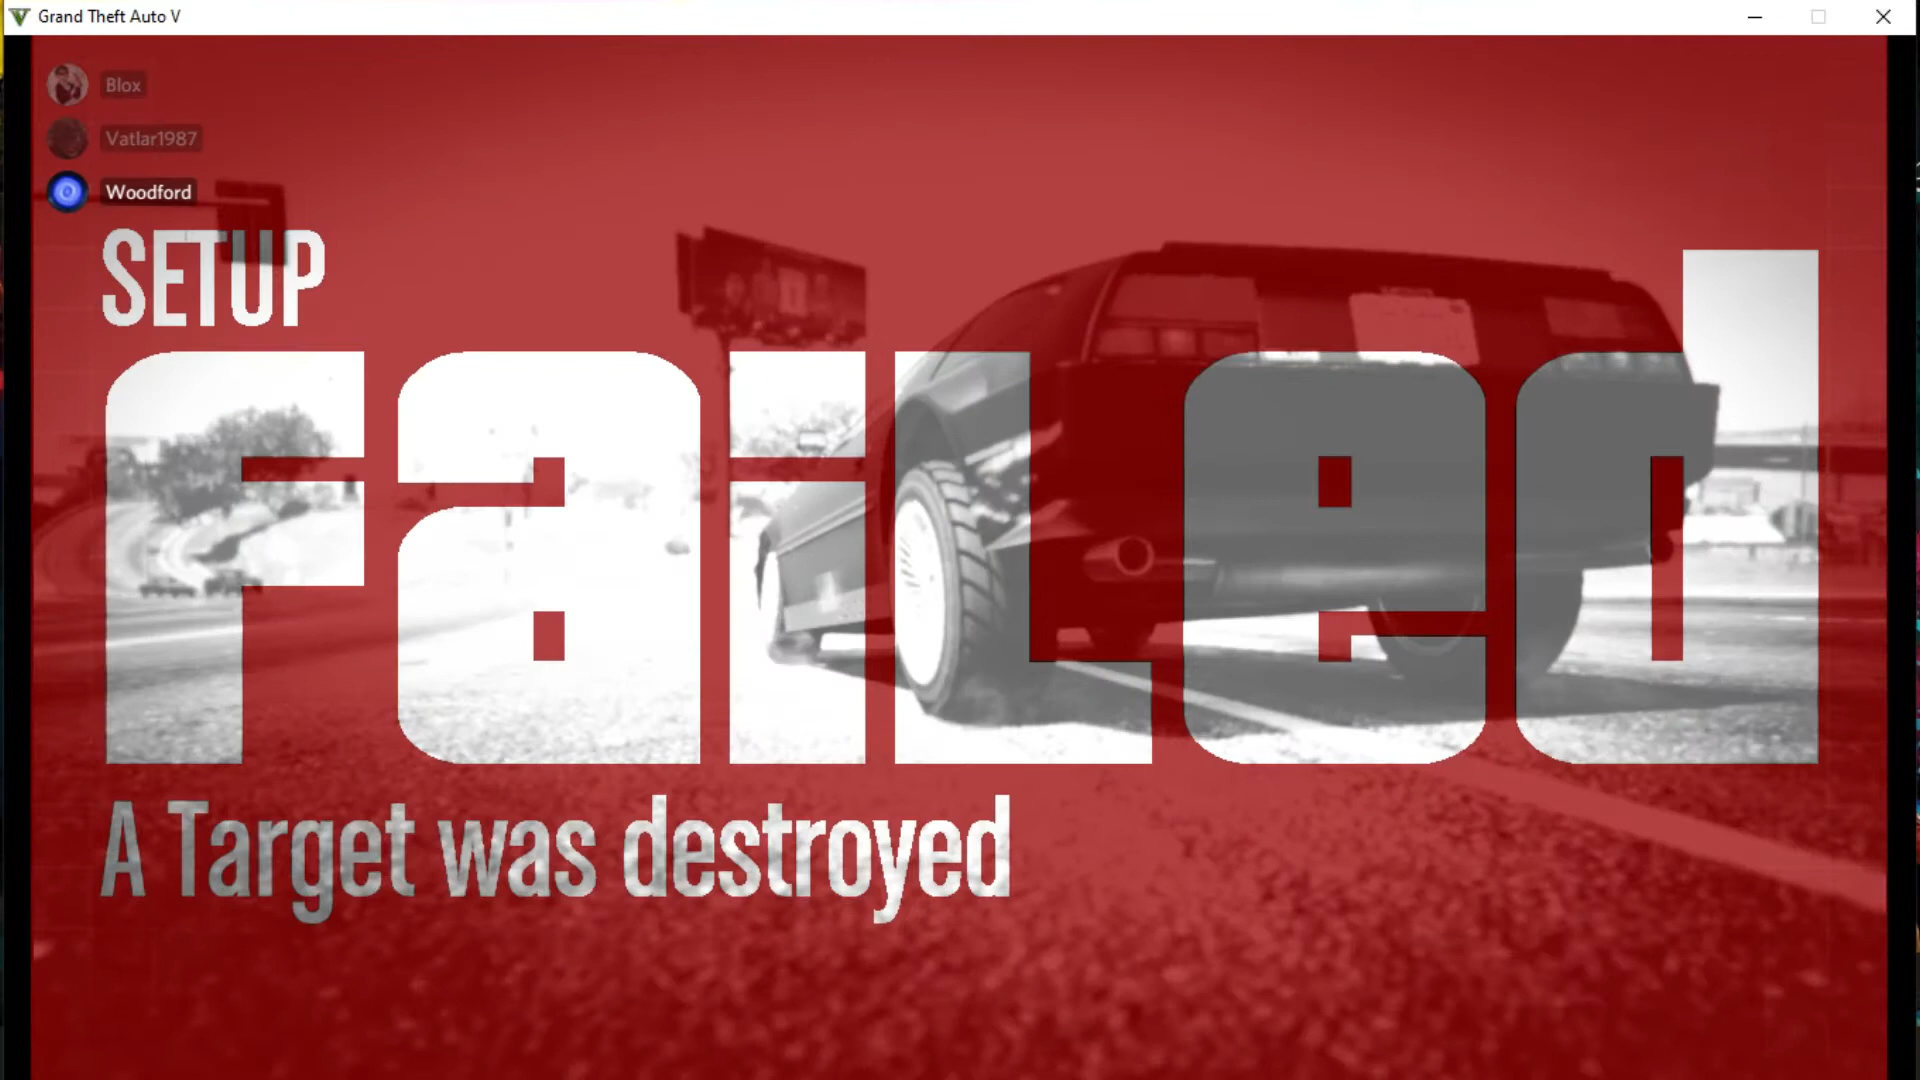 Grand Theft Auto V
Blox
Vatlar1987
Woodford
SETUP
FaiLed
A Target was destroyed